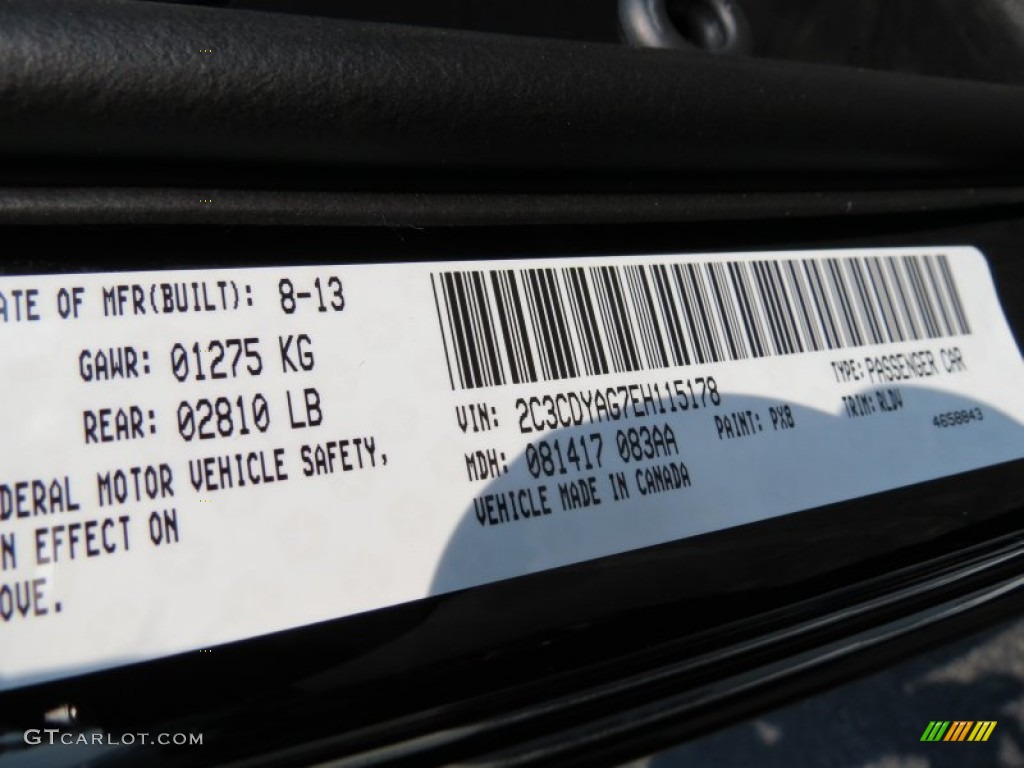 ATE OF MFR(BUILT): 8-13
GAWR: 01275 KG
REAR: 02810 LB
DERAL MOTOR VEHICLE SAFETY,
N EFFECT ON
OVE.
VIN: 2C3CDYAG7EH115178
TYPE: PASSENGER CAR
MDH: 081417 083AA
PAINT: PX8
TRIM: RLDV
4658843
VEHICLE MADE IN CANADA
GTCARLOT.COM